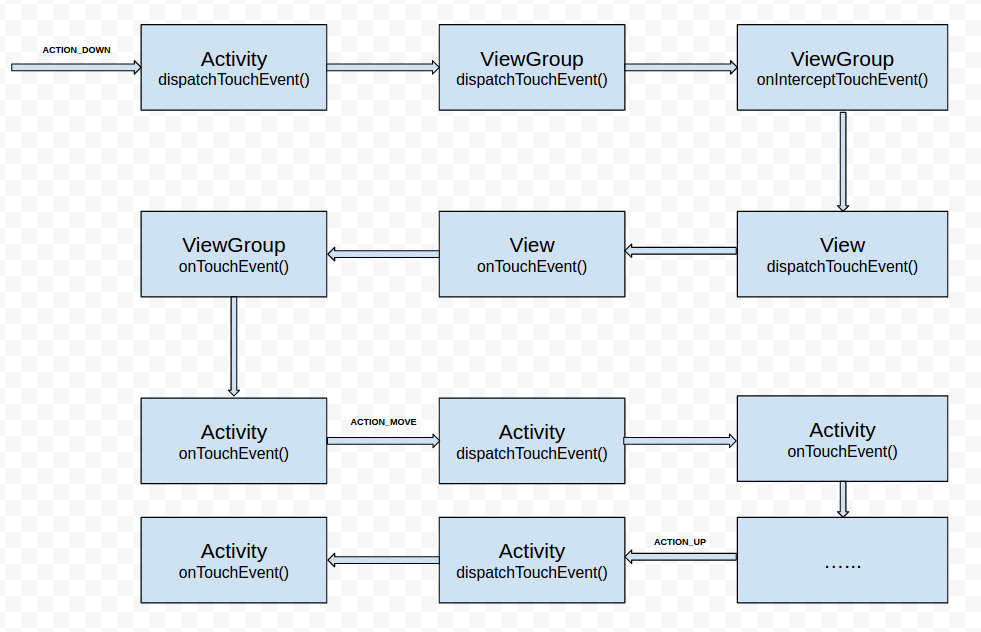 ACTION_DOWN
Activity
dispatchTouchEvent()
ViewGroup
dispatchTouchEvent()
ViewGroup
onInterceptTouchEvent()
ViewGroup
onTouchEvent()
View
onTouchEvent()
View
dispatchTouchEvent()
Activity
onTouchEvent()
ACTION_MOVE
Activity
dispatchTouchEvent()
Activity
onTouchEvent()
Activity
onTouchEvent()
Activity
dispatchTouchEvent()
ACTION_UP
......